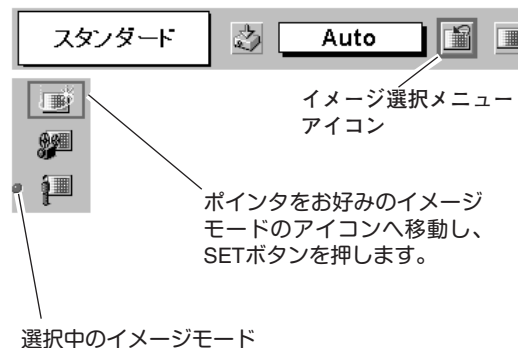 スタンダード
Auto
イメージ選択メニュー
アイコン
ポインタをお好みのイメージ
モードのアイコンへ移動し、
SETボタンを押します。
選択中のイメージモード